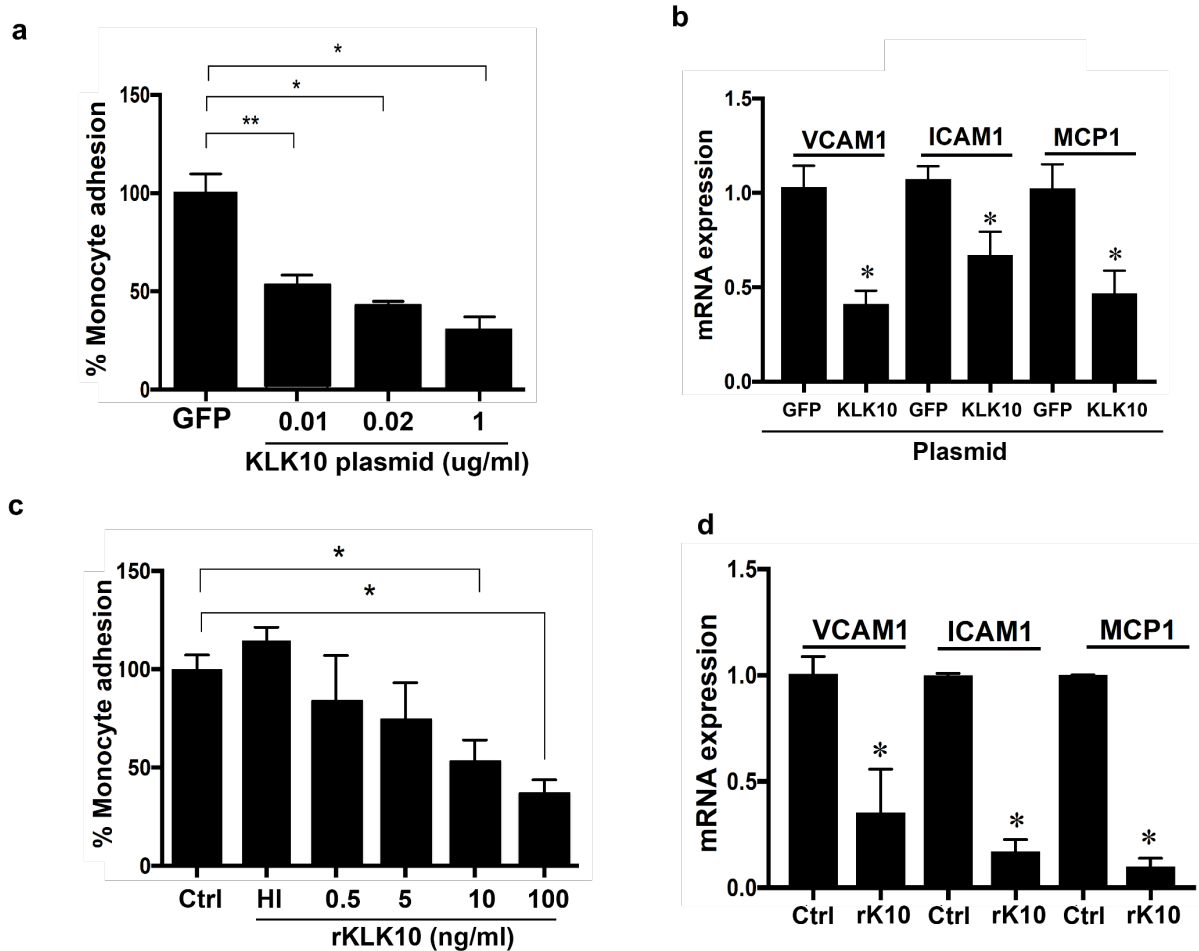 a
*
*
**
150
100
50
0
% Monocyte adhesion
GFP
0.01
0.02
1
KLK10 plasmid (ug/ml)
b
1.5
1.0
0.5
0.0
mRNA expression
VCAM1
ICAM1
MCP1
*
*
*
GFP KLK10 GFP KLK10 GFP KLK10
Plasmid
c
*
*
150
100
50
0
% Monocyte adhesion
Ctrl HI 0.5 5 10 100
rKLK10 (ng/ml)
d
1.5
1.0
0.5
0.0
mRNA expression
VCAM1
ICAM1
MCP1
*
*
*
Ctrl rK10 Ctrl rK10 Ctrl rK10